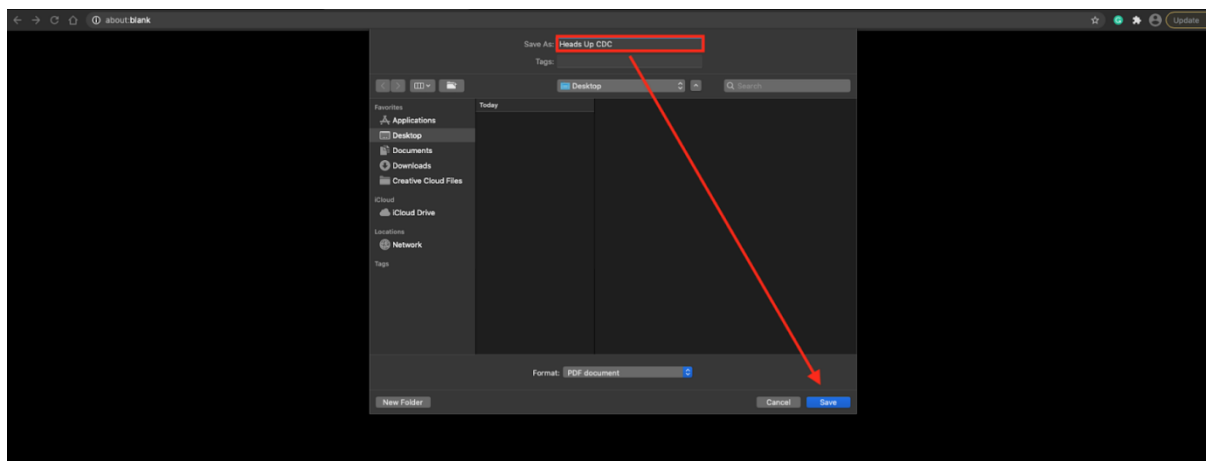 about:blank
Update
Save As: Heads Up CDC
Tags:
Desktop
Search
Favorites
Today
Applications
Desktop
Documents
Downloads
Creative Cloud Files
iCloud
iCloud Drive
Locations
Network
Tags
Format: PDF document
New Folder
Cancel
Save